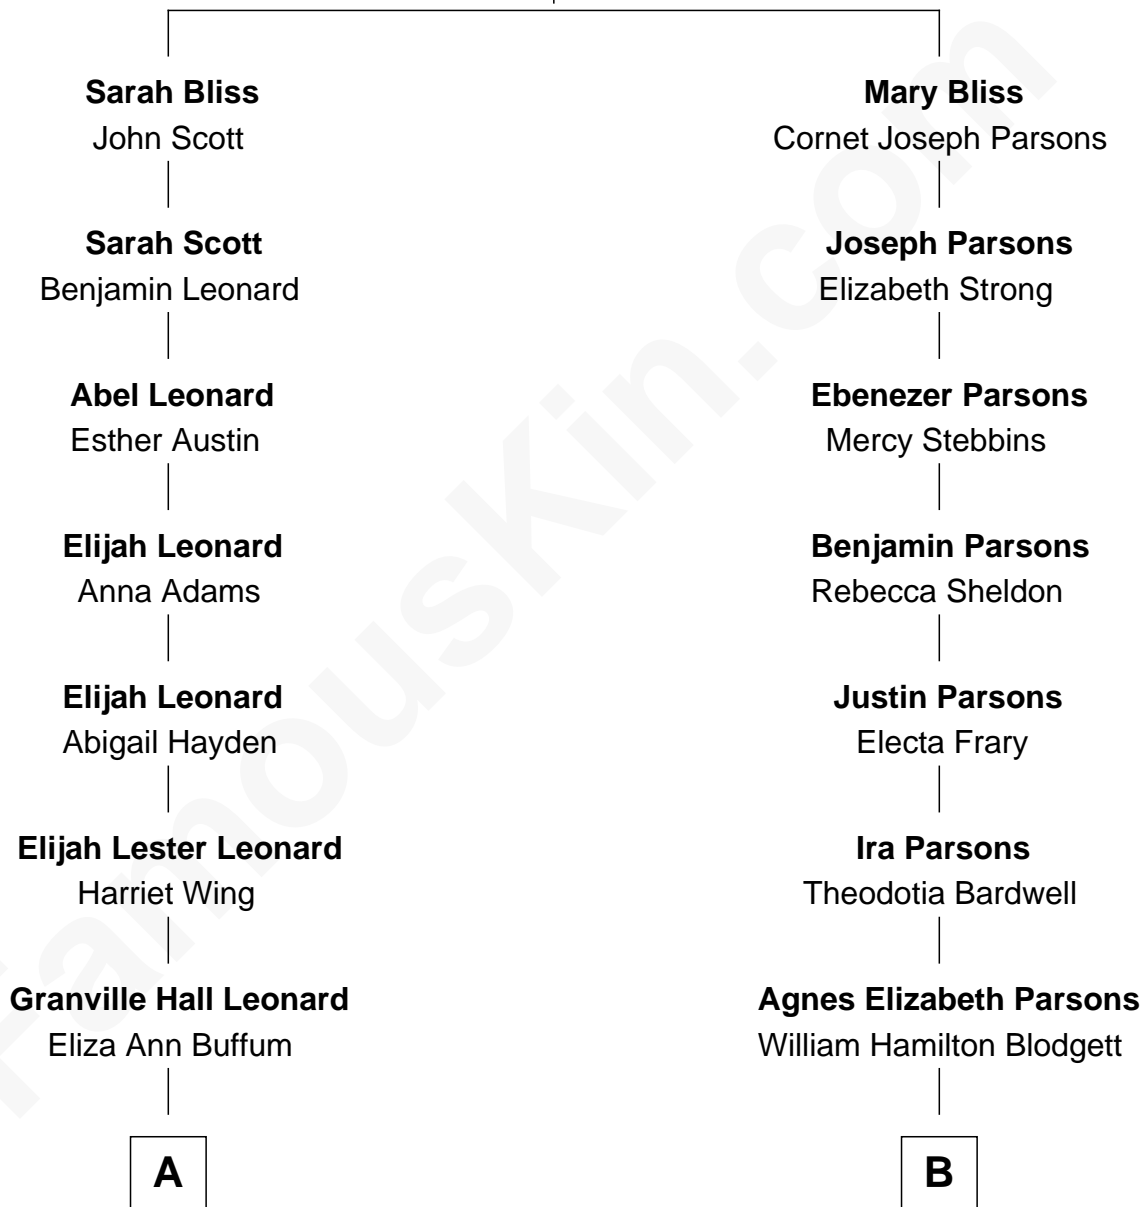 Sarah Bliss
John Scott
Mary Bliss
Cornet Joseph Parsons
Sarah Scott
Benjamin Leonard
Joseph Parsons
Elizabeth Strong
Abel Leonard
Esther Austin
Ebenezer Parsons
Mercy Stebbins
Elijah Leonard
Anna Adams
Benjamin Parsons
Rebecca Sheldon
Elijah Leonard
Abigail Hayden
Justin Parsons
Electa Frary
Elijah Lester Leonard
Harriet Wing
Ira Parsons
Theodotia Bardwell
Granville Hall Leonard
Eliza Ann Buffum
Agnes Elizabeth Parsons
William Hamilton Blodgett
A
B
FamousKin.com